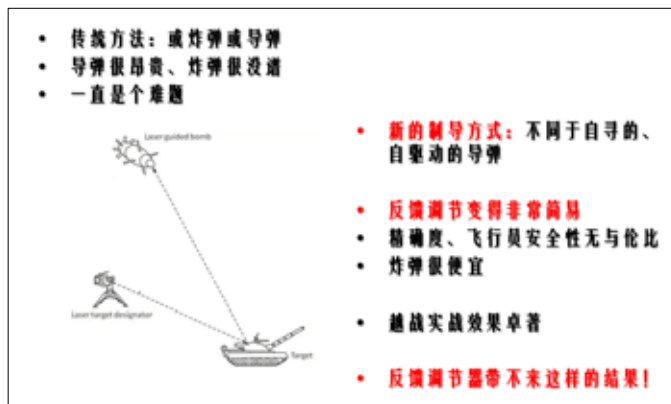 • 传统方法：或炸弹或导弹
• 导弹很昂贵、炸弹很没谱
• 一直是个难题
Laser guided bomb
Laser target designator
Target
• 新的制导方式：不同于自寻的、
自驱动的导弹
• 反馈调节变得非常简易
• 精确度、飞行员安全性无与伦比
• 炸弹很便宜
• 越战实战效果卓著
• 反馈调节器带不来这样的结果！